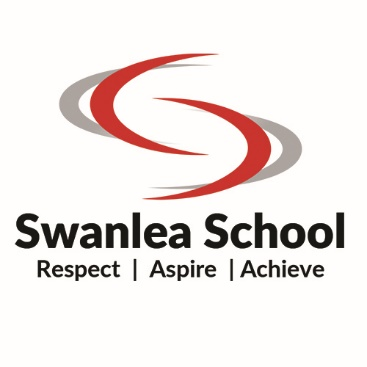 Swanlea School
Respect | Aspire | Achieve